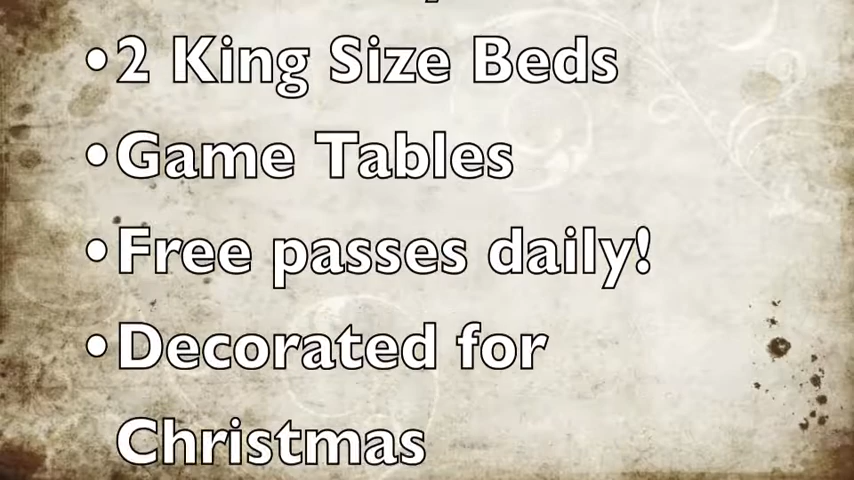 •2 King Size Beds
•Game Tables
•Free passes daily!
•Decorated for
Christmas